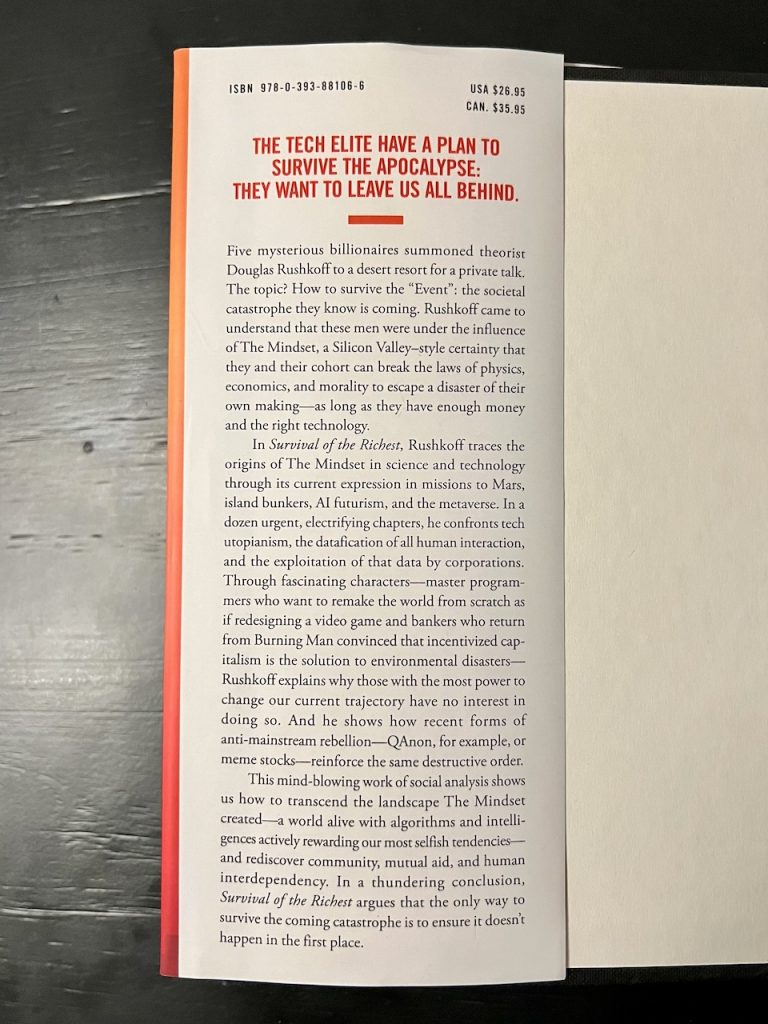 ISBN 978-0-393-88106-6
USA $26.95
CAN. $35.95
THE TECH ELITE HAVE A PLAN TO
SURVIVE THE APOCALYPSE:
THEY WANT TO LEAVE US ALL BEHIND.
Five mysterious billionaires summoned theorist
Douglas Rushkoff to a desert resort for a private talk.
The topic? How to survive the “Event”: the societal
catastrophe they know is coming. Rushkoff came to
understand that these men were under the influence
of The Mindset, a Silicon Valley–style certainty that
they and their cohort can break the laws of physics,
economics, and morality to escape a disaster of their
own making—as long as they have enough money
and the right technology.
In Survival of the Richest, Rushkoff traces the
origins of The Mindset in science and technology
through its current expression in missions to Mars,
island bunkers, AI futurism, and the metaverse. In a
dozen urgent, electrifying chapters, he confronts tech
utopianism, the datafication of all human interaction,
and the exploitation of that data by corporations.
Through fascinating characters—master program-
mers who want to remake the world from scratch as
if redesigning a video game and bankers who return
from Burning Man convinced that incentivized cap-
italism is the solution to environmental disasters—
Rushkoff explains why those with the most power to
change our current trajectory have no interest in
doing so. And he shows how recent forms of
anti-mainstream rebellion—QAnon, for example, or
meme stocks—reinforce the same destructive order.
This mind-blowing work of social analysis shows
us how to transcend the landscape The Mindset
created—a world alive with algorithms and intelli-
gences actively rewarding our most selfish tendencies—
and rediscover community, mutual aid, and human
interdependency. In a thundering conclusion,
Survival of the Richest argues that the only way to
survive the coming catastrophe is to ensure it doesn’t
happen in the first place.